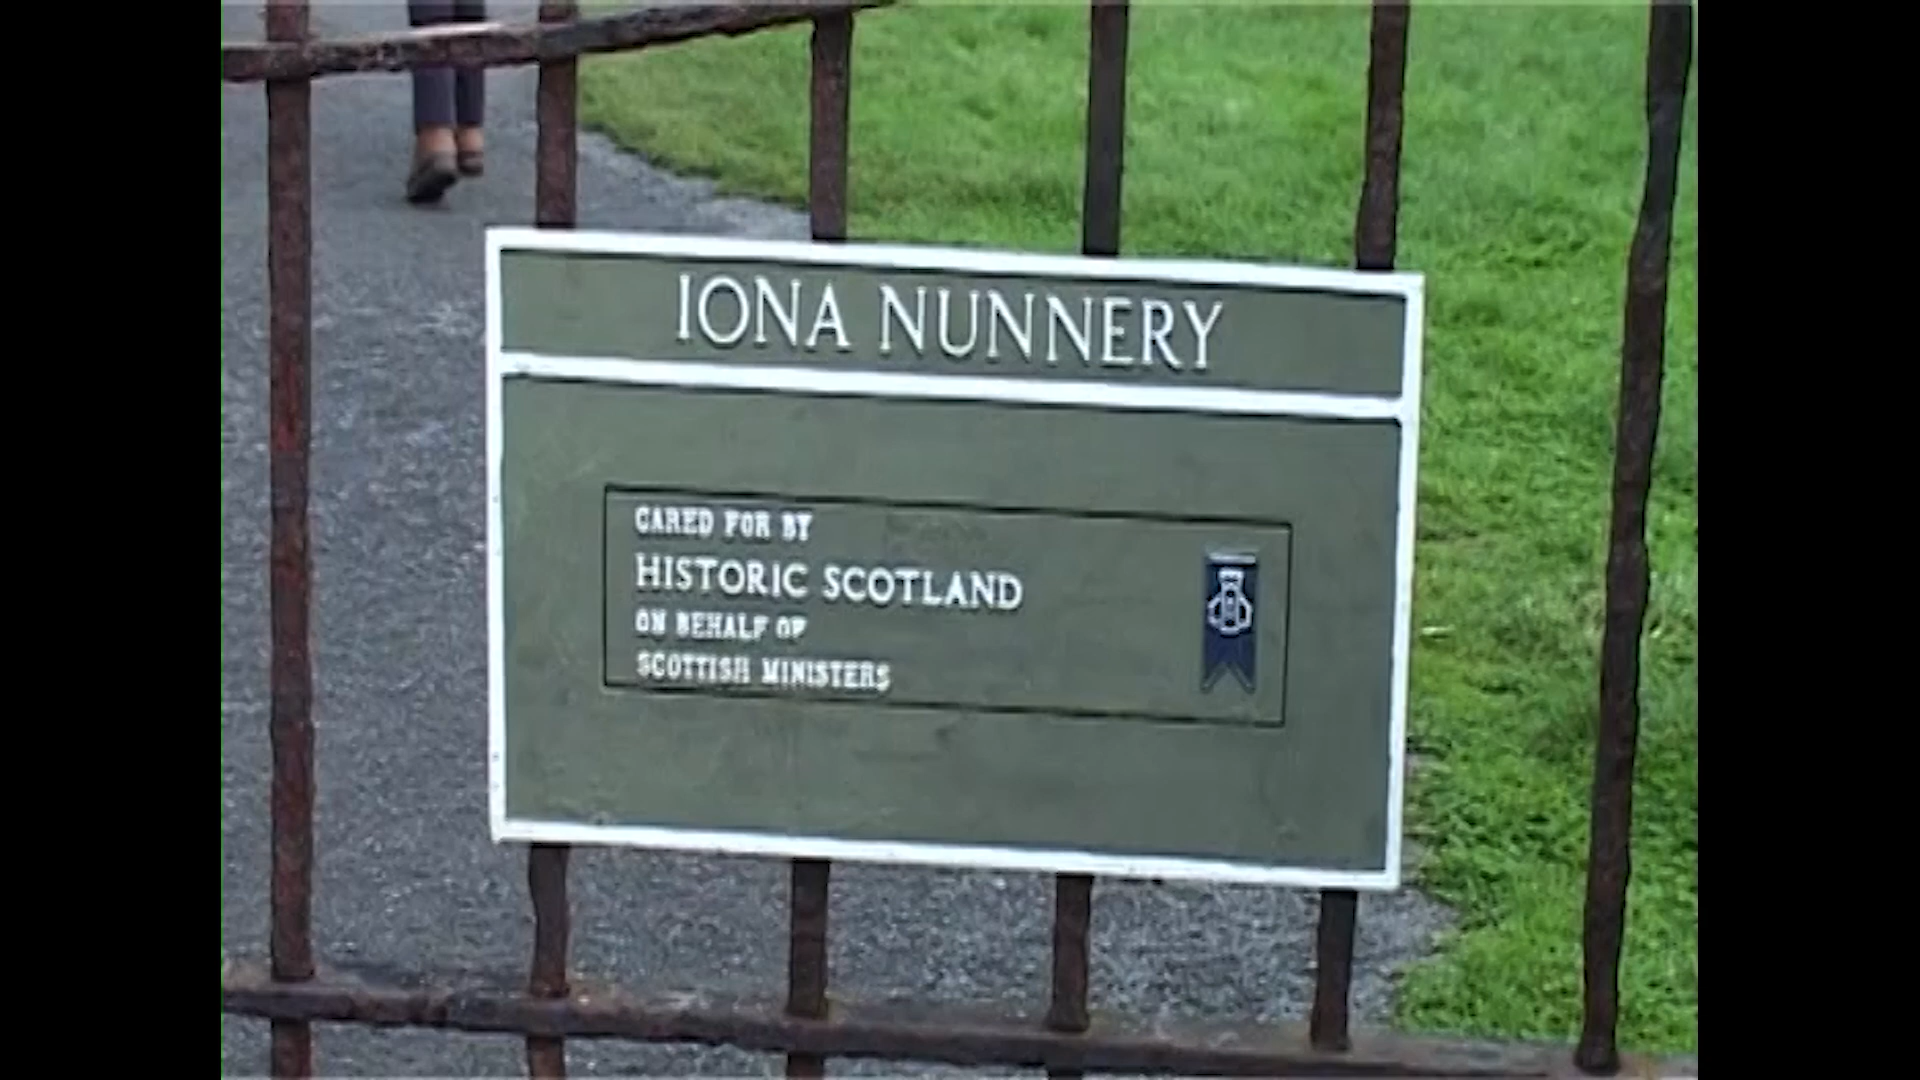 IONA NUNNERY
CARED FOR BY
HISTORIC SCOTLAND
ON BEHALF OF
SCOTTISH MINISTERS